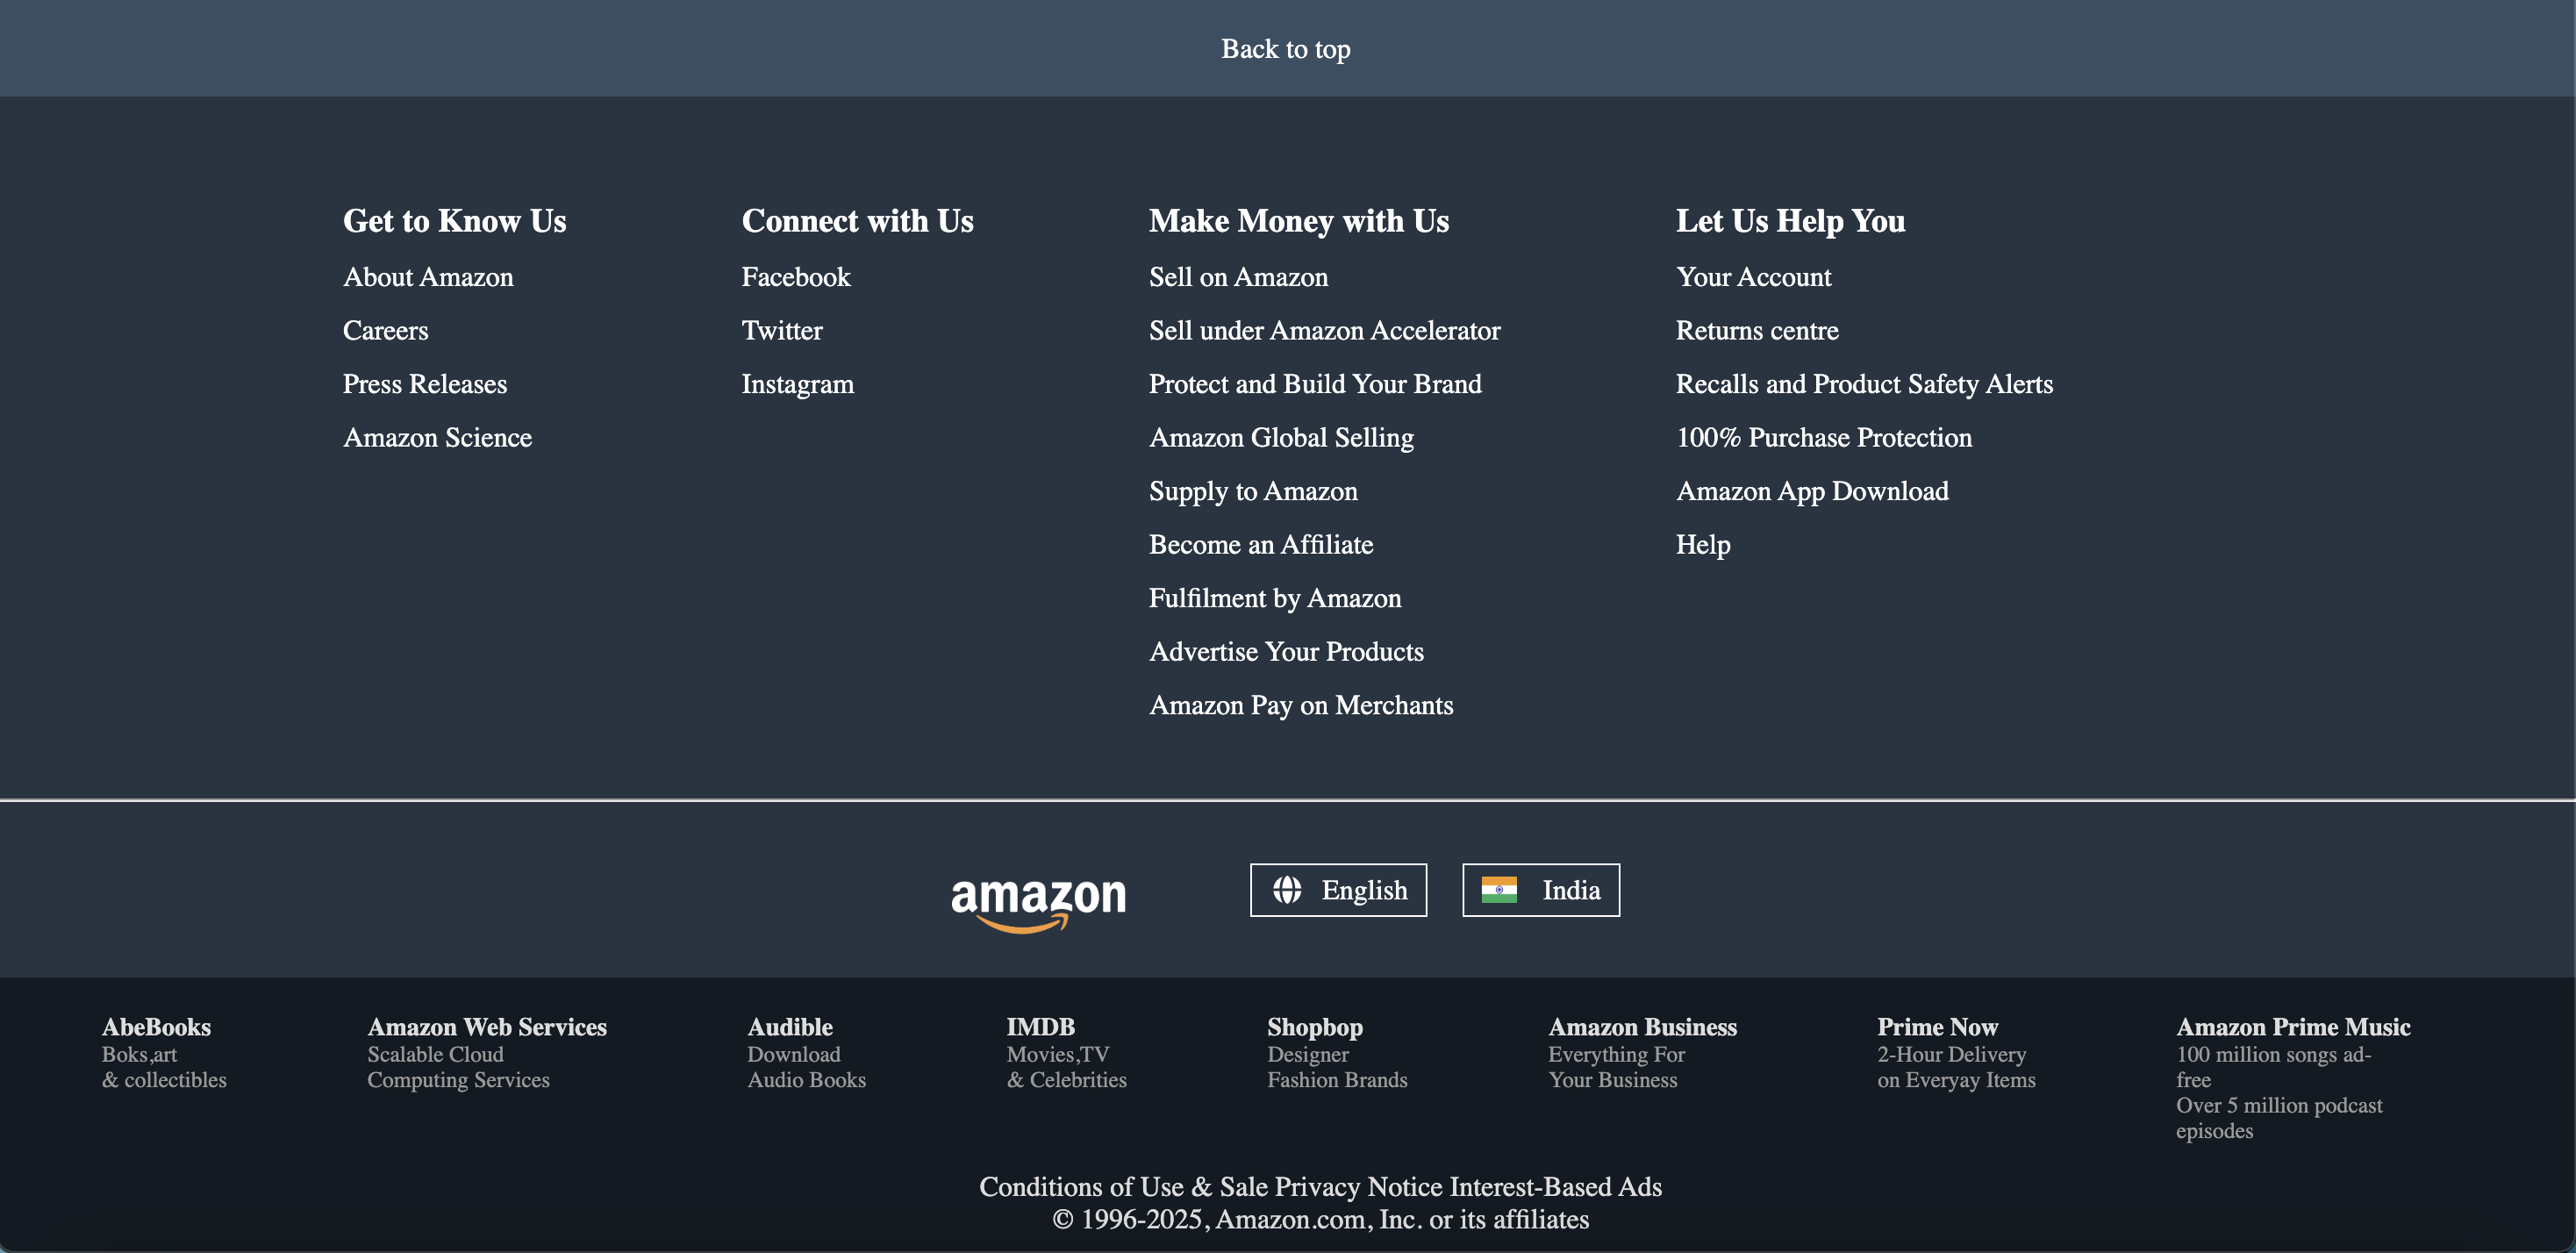 Back to top
Get to Know Us
About Amazon
Careers
Press Releases
Amazon Science
Connect with Us
Facebook
Twitter
Instagram
Make Money with Us
Sell on Amazon
Sell under Amazon Accelerator
Protect and Build Your Brand
Amazon Global Selling
Supply to Amazon
Become an Affiliate
Fulfilment by Amazon
Advertise Your Products
Amazon Pay on Merchants
Let Us Help You
Your Account
Returns centre
Recalls and Product Safety Alerts
100% Purchase Protection
Amazon App Download
Help
amazon
English
India
AbeBooks
Boks,art
& collectibles
Amazon Web Services
Scalable Cloud
Computing Services
Audible
Download
Audio Books
IMDB
Movies,TV
& Celebrities
Shopbop
Designer
Fashion Brands
Amazon Business
Everything For
Your Business
Prime Now
2-Hour Delivery
on Everyay Items
Amazon Prime Music
100 million songs ad-
free
Over 5 million podcast
episodes
Conditions of Use & Sale Privacy Notice Interest-Based Ads
© 1996-2025, Amazon.com, Inc. or its affiliates